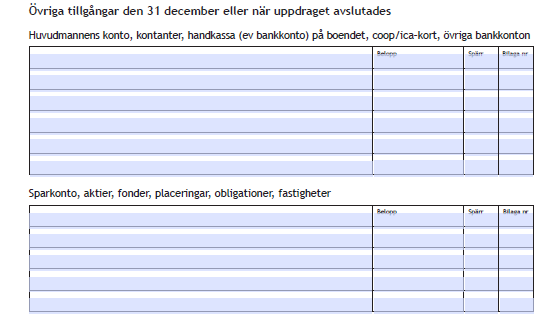 Övriga tillgångar den 31 december eller när uppdraget avslutades
Huvudmannens konto, kontanter, handkassa (ev bankkonto) på boendet, coop/ica-kort, övriga bankkonton
Belopp Spärr Bilaga nr
Sparkonto, aktier, fonder, placeringar, obligationer, fastigheter
Belopp Spärr Bilaga nr